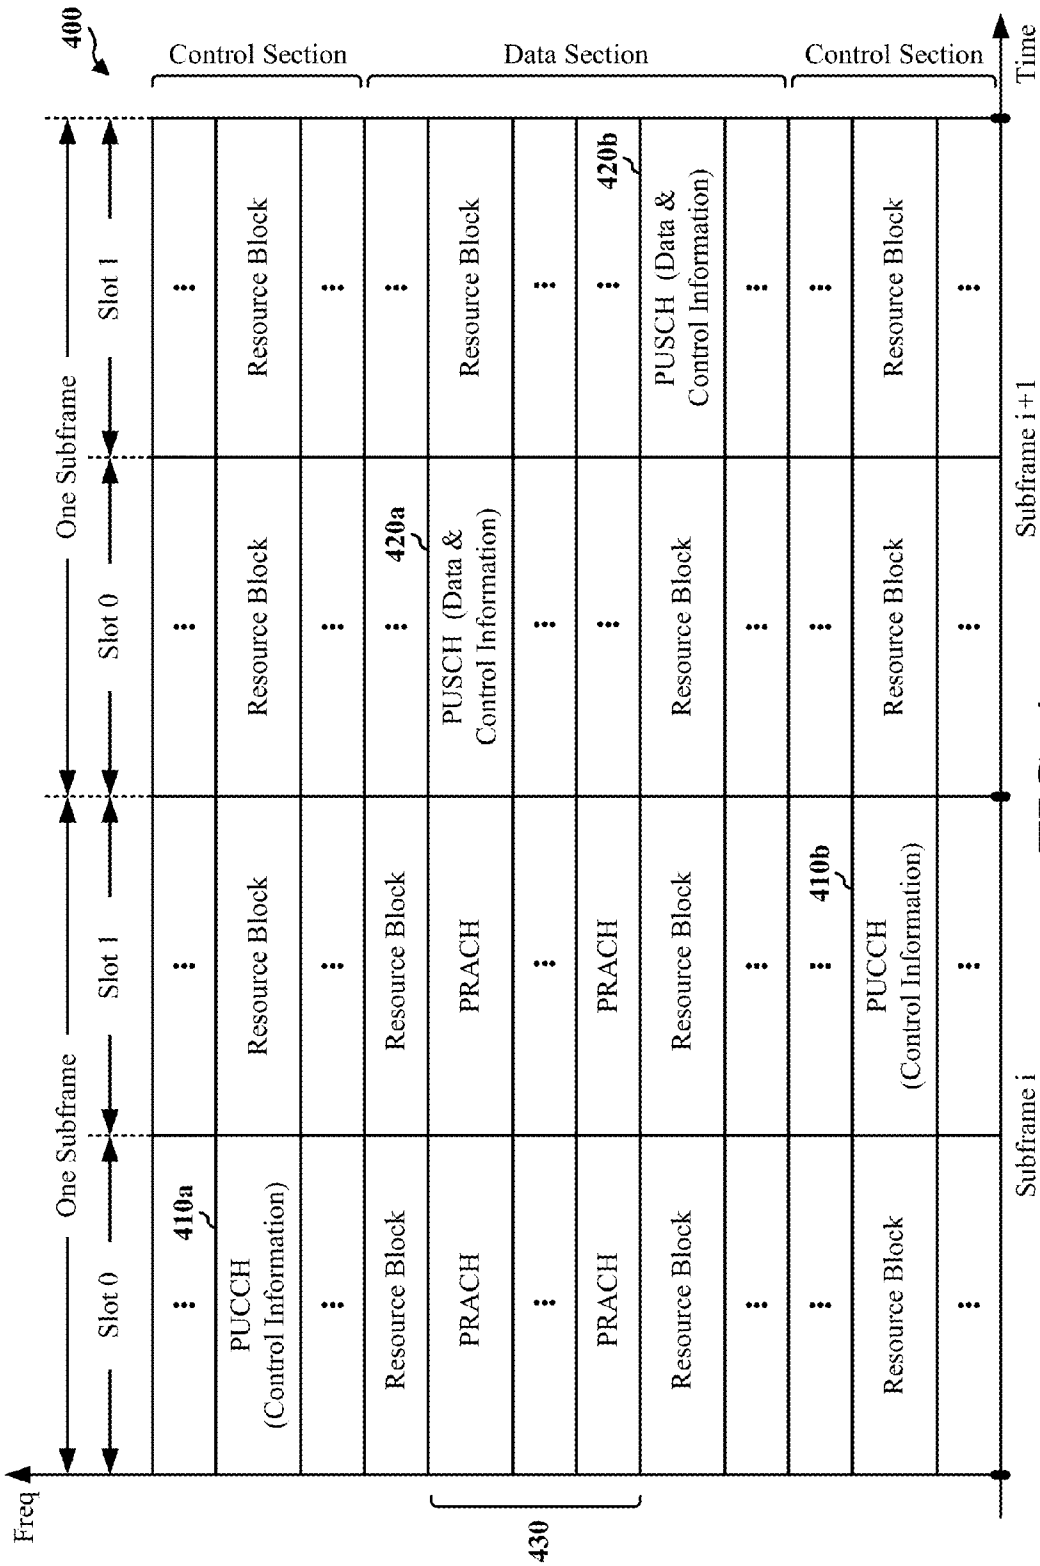 Freq
400
One Subframe One Subframe
Slot 0 Slot 1 Slot 0 Slot 1
... ... ... ...
410a
PUCCH
(Control Information)
Resource Block Resource Block Resource Block
Control Section
... ... ... ...
Resource Block Resource Block ... ...
420a
PRACH PRACH
PUSCH (Data &
Control Information)
Resource Block
... ... ... ...
430
Data Section
PRACH PRACH ... ...
420b
Resource Block Resource Block Resource Block
PUSCH (Data &
Control Information)
... ... ... ...
... ... ... ...
410b
Resource Block
PUCCH
(Control Information)
Resource Block Resource Block
Control Section
... ... ... ...
Subframe i Subframe i+1 Time